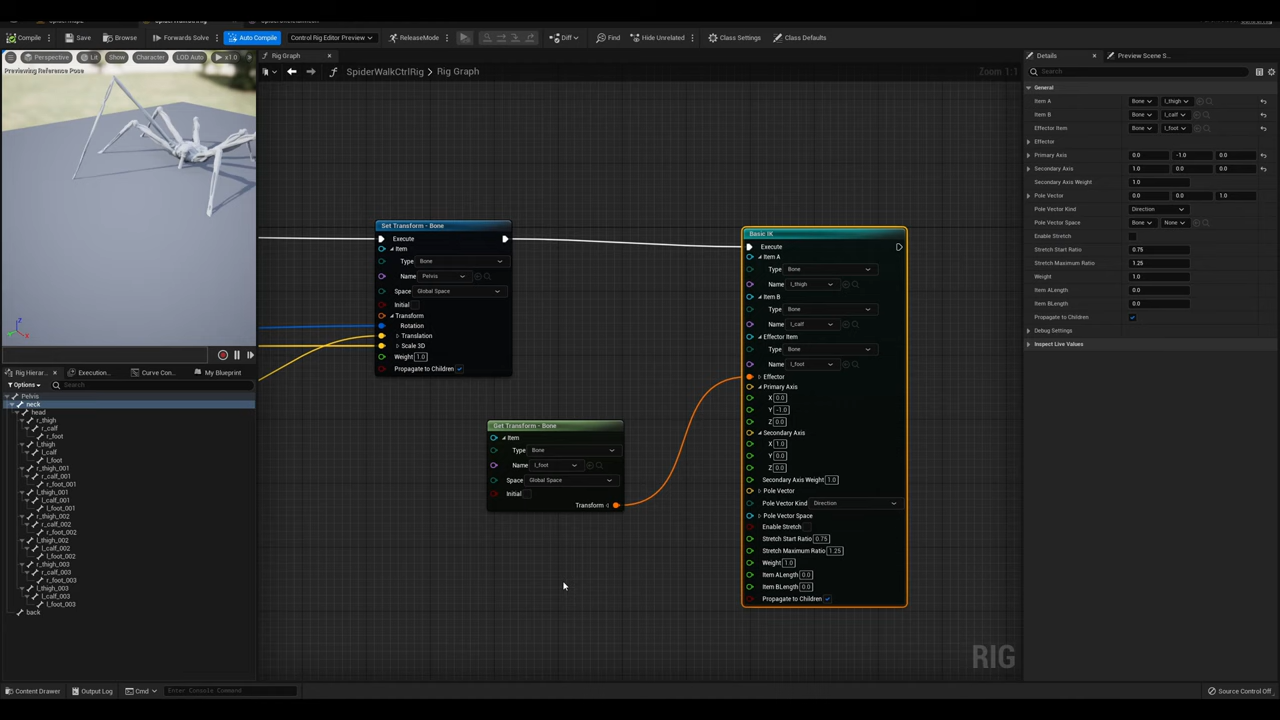 Compile
Save
Browse
Forwards Solve
Auto Compile
Control Rig Editor Preview
ReleaseMode
Diff
Find
Hide Unrelated
Class Settings
Class Defaults
Perspective
Lit
Show
Character
LOD Auto
x1.0
Previewing Reference Pose
Rig Graph
SpiderWalkCtrlRig > Rig Graph
Zoom 1:1
Rig Hierar...
Execution...
Curve Con...
My Blueprint
Options
Search
Pelvis
neck
head
r_thigh
r_calf
r_foot
l_thigh
l_calf
l_foot
r_thigh_001
r_calf_001
r_foot_001
l_thigh_001
l_calf_001
l_foot_001
r_thigh_002
r_calf_002
r_foot_002
l_thigh_002
l_calf_002
l_foot_002
r_thigh_003
r_calf_003
r_foot_003
l_thigh_003
l_calf_003
l_foot_003
back
Set Transform - Bone
Execute
Item
Type Bone
Name Pelvis
Space Global Space
Initial
Transform
Rotation
Translation
Scale 3D
Weight 1.0
Propagate to Children
Get Transform - Bone
Item
Type Bone
Name l_foot
Space Global Space
Initial
Transform
Basic IK
Execute
Item A
Type Bone
Name l_thigh
Item B
Type Bone
Name l_calf
Effector Item
Type Bone
Name l_foot
Effector
Primary Axis
X 0.0
Y -1.0
Z 0.0
Secondary Axis
X 1.0
Y 0.0
Z 0.0
Secondary Axis Weight 1.0
Pole Vector
Pole Vector Kind Direction
Pole Vector Space
Enable Stretch
Stretch Start Ratio 0.75
Stretch Maximum Ratio 1.25
Weight 1.0
Item ALength 0.0
Item BLength 0.0
Propagate to Children
RIG
Details
Preview Scene S...
Search
General
Item A Bone l_thigh
Item B Bone l_calf
Effector Item Bone l_foot
Effector
Primary Axis 0.0 -1.0 0.0
Secondary Axis 1.0 0.0 0.0
Secondary Axis Weight 1.0
Pole Vector 0.0 0.0 1.0
Pole Vector Kind Direction
Pole Vector Space Bone None
Enable Stretch
Stretch Start Ratio 0.75
Stretch Maximum Ratio 1.25
Weight 1.0
Item ALength 0.0
Item BLength 0.0
Propagate to Children
Debug Settings
Inspect Live Values
Content Drawer
Output Log
Cmd
Enter Console Command
Source Control Off